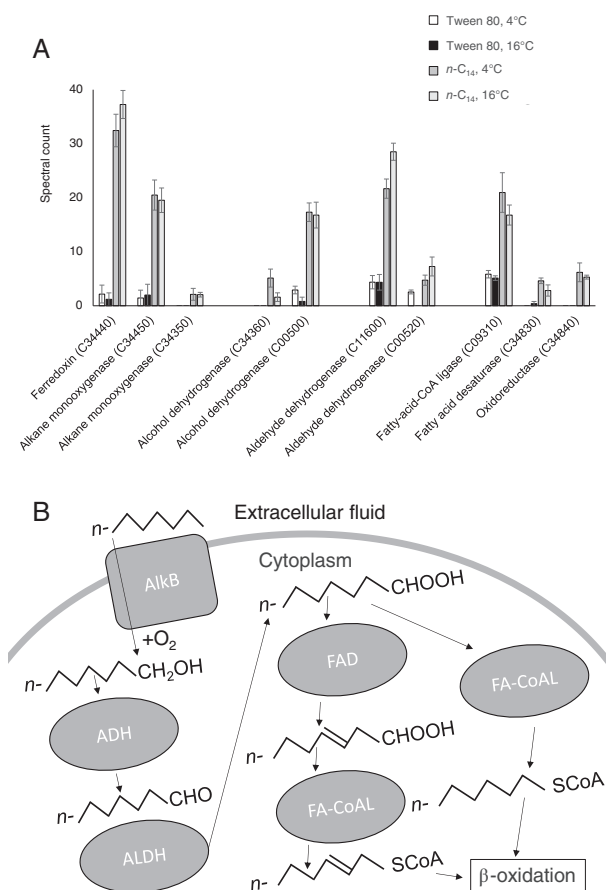 A
Tween 80, 4°C
Tween 80, 16°C
n-C14, 4°C
n-C14, 16°C
Spectral count
40
30
20
10
0
Ferredoxin (C34440)
Alkane monooxygenase (C34450)
Alkane monooxygenase (C34350)
Alcohol dehydrogenase (C34360)
Alcohol dehydrogenase (C00500)
Aldehyde dehydrogenase (C11600)
Aldehyde dehydrogenase (C00520)
Fatty-acid-CoA ligase (C09310)
Fatty acid desaturase (C34830)
Oxidoreductase (C34840)
B
n-
Extracellular fluid
Cytoplasm
AlkB
+O2
n- CH2OH
ADH
n- CHO
ALDH
n- CHOOH
FAD
FA-CoAL
n- CHOOH
FA-CoAL
n- SCoA
n- SCoA
β-oxidation